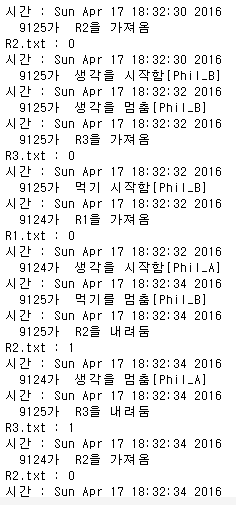 시간 : Sun Apr 17 18:32:30 2016
9125가 R2을 가져옴
R2.txt : 0
시간 : Sun Apr 17 18:32:30 2016
9125가 생각을 시작함[Phil_B]
시간 : Sun Apr 17 18:32:32 2016
9125가 생각을 멈춤[Phil_B]
시간 : Sun Apr 17 18:32:32 2016
9125가 R3을 가져옴
R3.txt : 0
시간 : Sun Apr 17 18:32:32 2016
9125가 먹기 시작함[Phil_B]
시간 : Sun Apr 17 18:32:32 2016
9124가 R1을 가져옴
R1.txt : 0
시간 : Sun Apr 17 18:32:32 2016
9124가 생각을 시작함[Phil_A]
시간 : Sun Apr 17 18:32:34 2016
9125가 먹기를 멈춤[Phil_B]
시간 : Sun Apr 17 18:32:34 2016
9125가 R2을 내려둠
시간 : Sun Apr 17 18:32:34 2016
R2.txt : 1
9124가 생각을 멈춤[Phil_A]
시간 : Sun Apr 17 18:32:34 2016
9125가 R3을 내려둠
R3.txt : 1
시간 : Sun Apr 17 18:32:34 2016
9124가 R2을 가져옴
R2.txt : 0
시간 : Sun Apr 17 18:32:34 2016